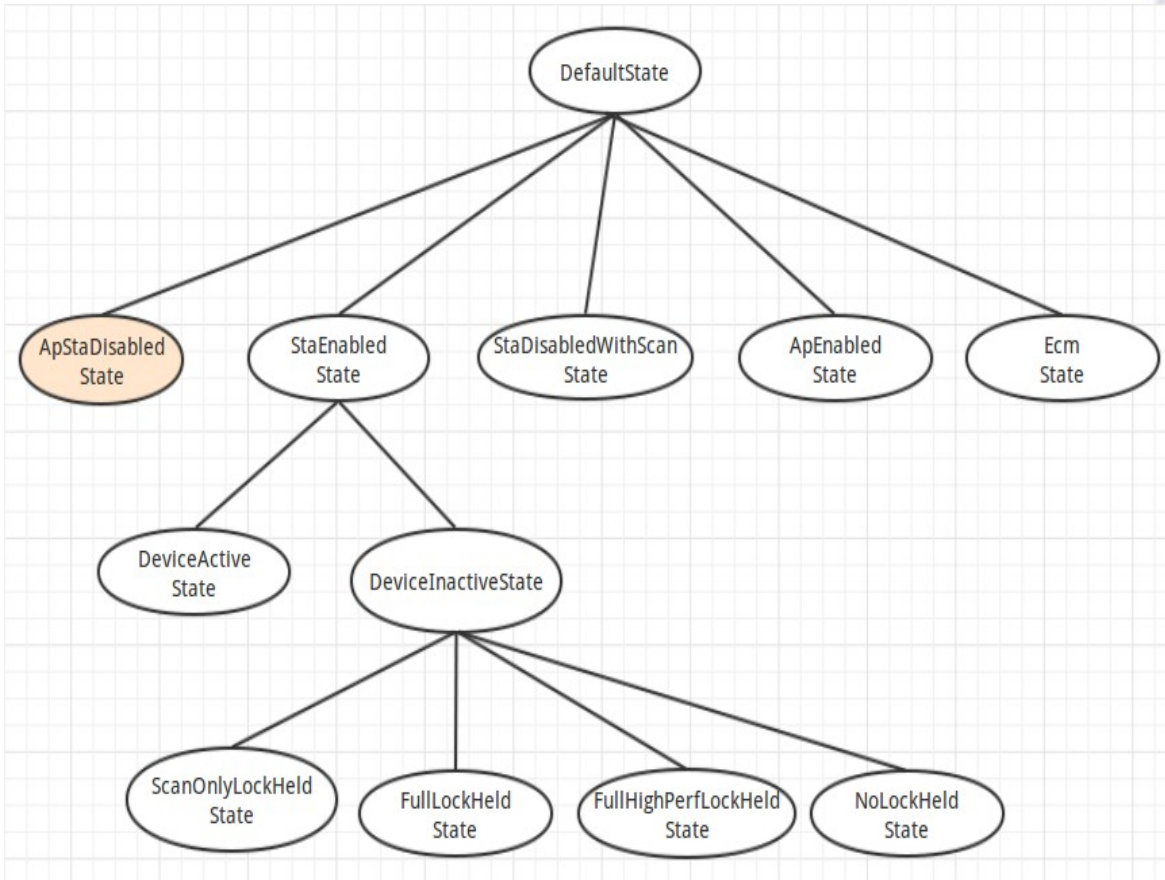 DefaultState
ApStaDisabled
State
StaEnabled
State
StaDisabledWithScan
State
ApEnabled
State
Ecm
State
DeviceActive
State
DeviceInactiveState
ScanOnlyLockHeld
State
FullLockHeld
State
FullHighPerfLockHeld
State
NoLockHeld
State